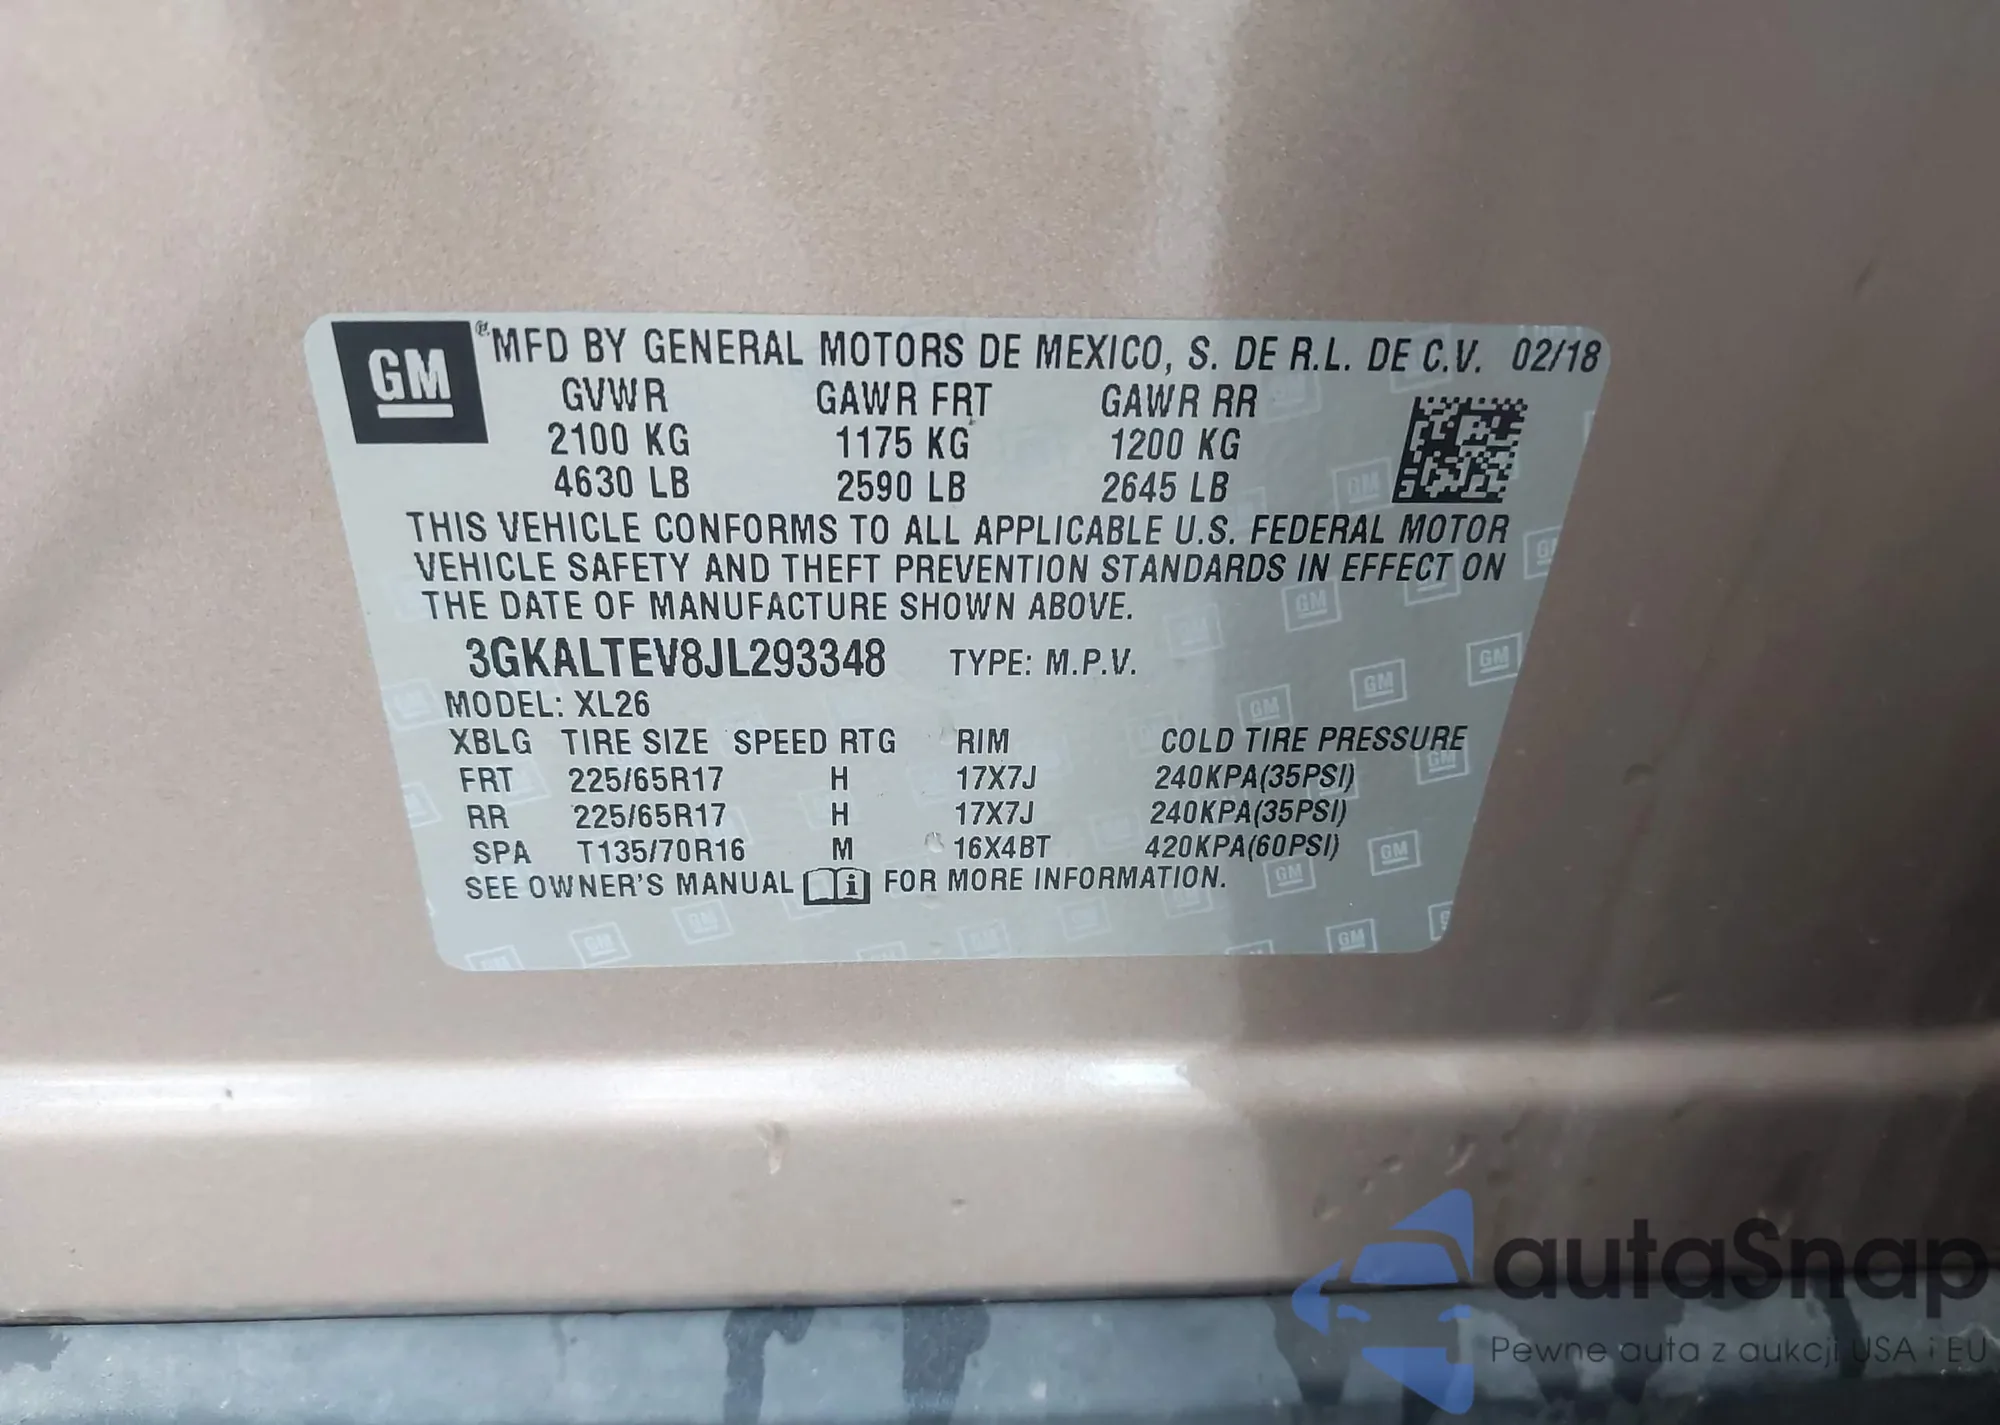 GM ® MFD BY GENERAL MOTORS DE MEXICO, S. DE R.L. DE C.V. 02/18
GVWR GAWR FRT GAWR RR
2100 KG 1175 KG 1200 KG
4630 LB 2590 LB 2645 LB
THIS VEHICLE CONFORMS TO ALL APPLICABLE U.S. FEDERAL MOTOR
VEHICLE SAFETY AND THEFT PREVENTION STANDARDS IN EFFECT ON
THE DATE OF MANUFACTURE SHOWN ABOVE.
3GKALTEV8JL293348 TYPE: M.P.V.
MODEL: XL26
XBLG TIRE SIZE SPEED RTG RIM COLD TIRE PRESSURE
FRT 225/65R17 H 17X7J 240KPA(35PSI)
RR 225/65R17 H 17X7J 240KPA(35PSI)
SPA T135/70R16 M 16X4BT 420KPA(60PSI)
SEE OWNER'S MANUAL i FOR MORE INFORMATION.
autaSnap
Pewne auta z aukcji USA i EU